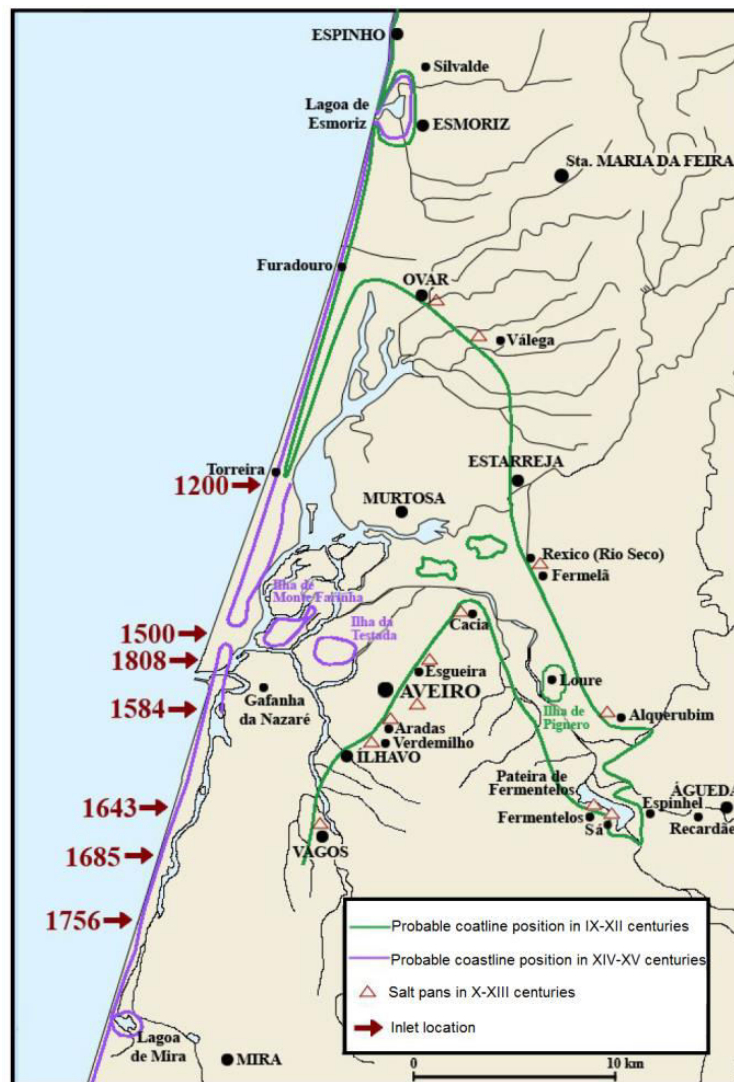 ESPINHO
Silvalde
Lagoa de
Esmoriz
ESMORIZ
Sta. MARIA DA FEIRA
Furadouro
OVAR
Válega
Torreira
1200
ESTARREJA
MURTOSA
Rexico (Rio Seco)
Fermelã
Ilha de
Monte Farinha
Ilha da
Testada
Cacia
1500
1808
Esgueira
Loure
1584
AVEIRO
Ilha de
Pignero
Alquerubim
Gafanha
da Nazaré
Aradas
Verdemilho
ÍLHAVO
Pateira de
Fermentelos
ÁGUEDA
Espinhel
1643
Fermentelos
Recardãe
Sá
1685
VAGOS
1756
Probable coatline position in IX-XII centuries
Probable coastline position in XIV-XV centuries
Salt pans in X-XIII centuries
Inlet location
Lagoa
de Mira
MIRA
0 10 km